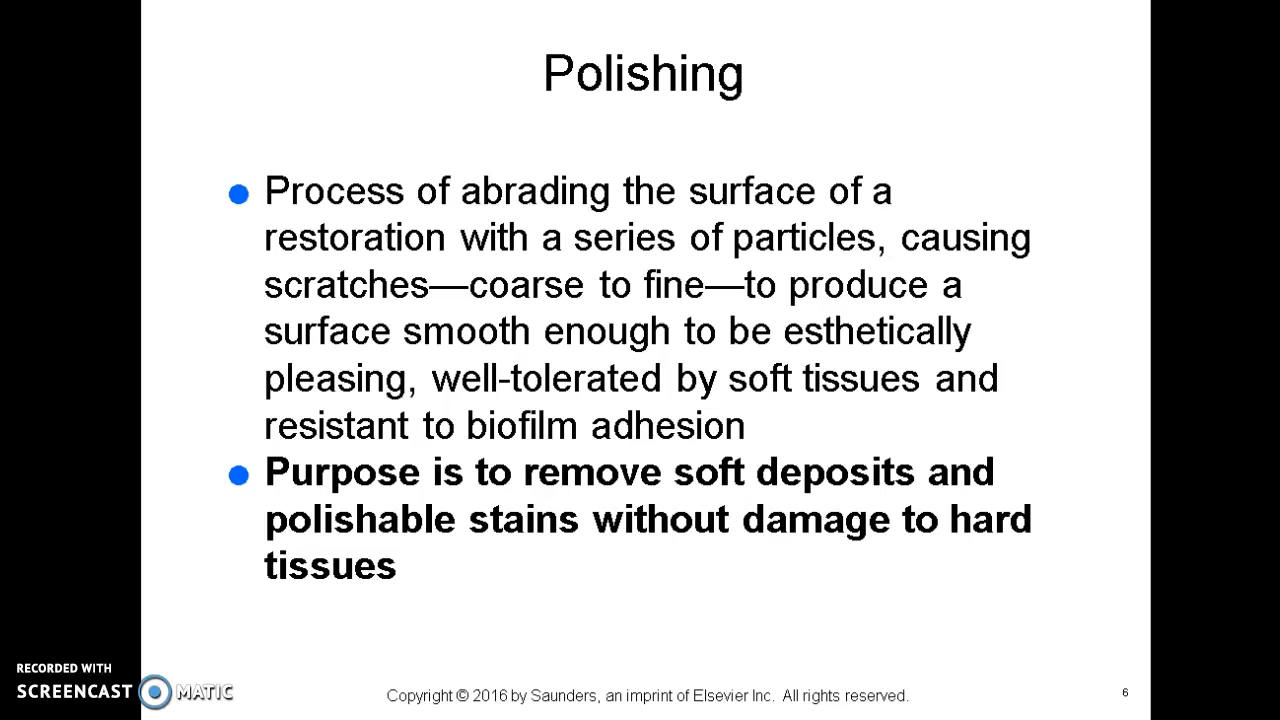 Polishing
Process of abrading the surface of a
restoration with a series of particles, causing
scratches—coarse to fine—to produce a
surface smooth enough to be esthetically
pleasing, well-tolerated by soft tissues and
resistant to biofilm adhesion
Purpose is to remove soft deposits and
polishable stains without damage to hard
tissues
RECORDED WITH
SCREENCAST MATIC
Copyright © 2016 by Saunders, an imprint of Elsevier Inc. All rights reserved.
6